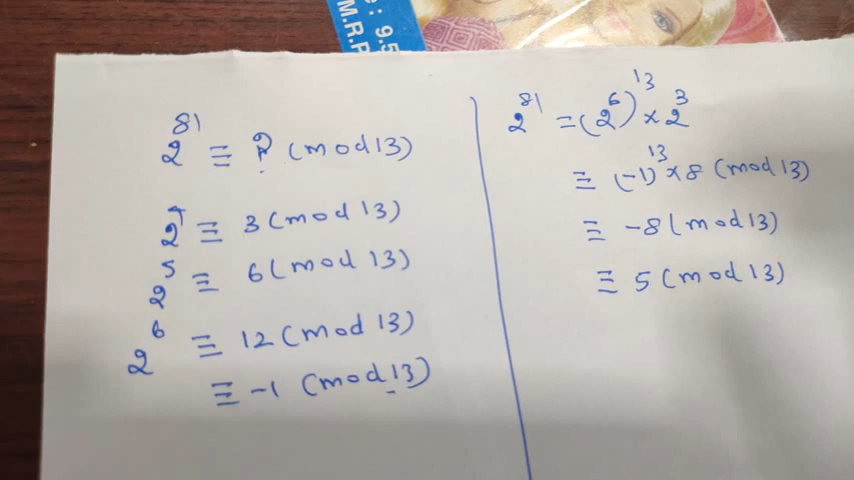 : 9.5
M.R.P
2^81 ≡ ? (mod 13)
2^4 ≡ 3 (mod 13)
2^5 ≡ 6 (mod 13)
2^6 ≡ 12 (mod 13)
≡ -1 (mod 13)
2^81 = (2^6)^13 × 2^3
≡ (-1)^13 × 8 (mod 13)
≡ -8 (mod 13)
≡ 5 (mod 13)